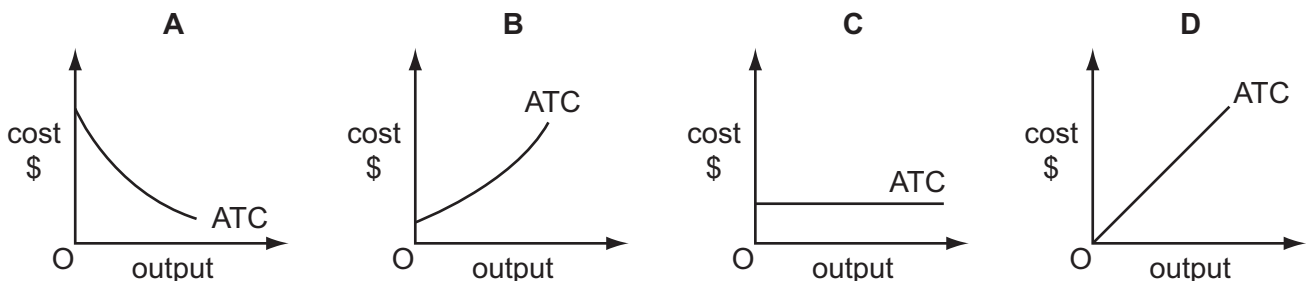 A
cost
$
ATC
O
output
B
cost
$
ATC
O
output
C
cost
$
ATC
O
output
D
cost
$
ATC
O
output